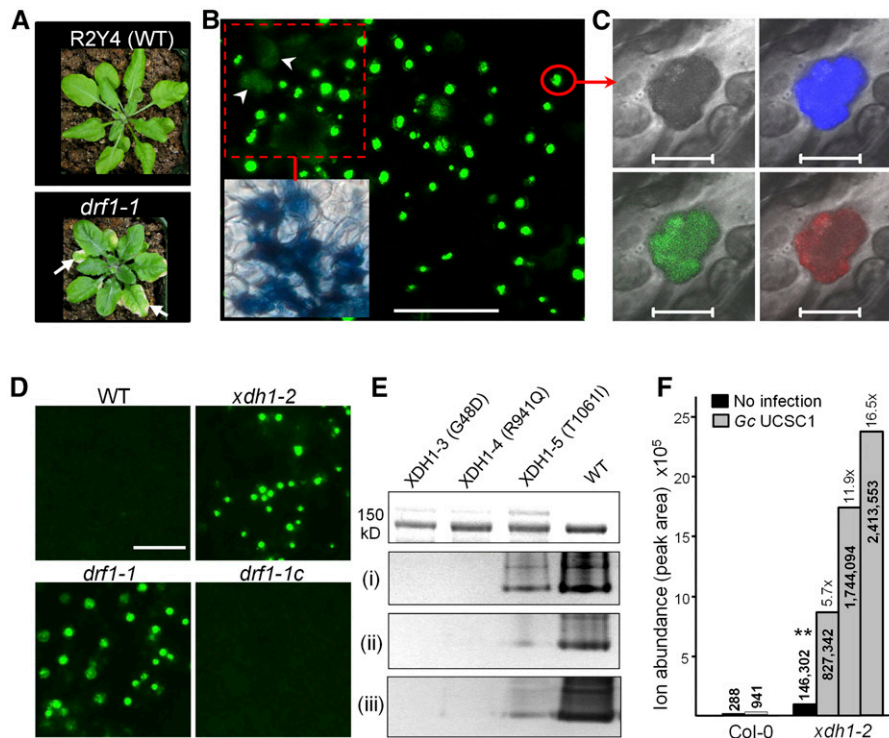 A
R2Y4 (WT)
drf1-1
B
C
D
WT
xdh1-2
drf1-1
drf1-1c
E
XDH1-3 (G48D)
XDH1-4 (R941Q)
XDH1-5 (T1061I)
WT
150
kD
(i)
(ii)
(iii)
F
No infection
Gc UCSC1
Ion abundance (peak area) x10⁵
25
20
15
10
5
288
941
**
146,302
5.7x
827,342
11.9x
1,744,094
16.5x
2,413,553
Col-0
xdh1-2